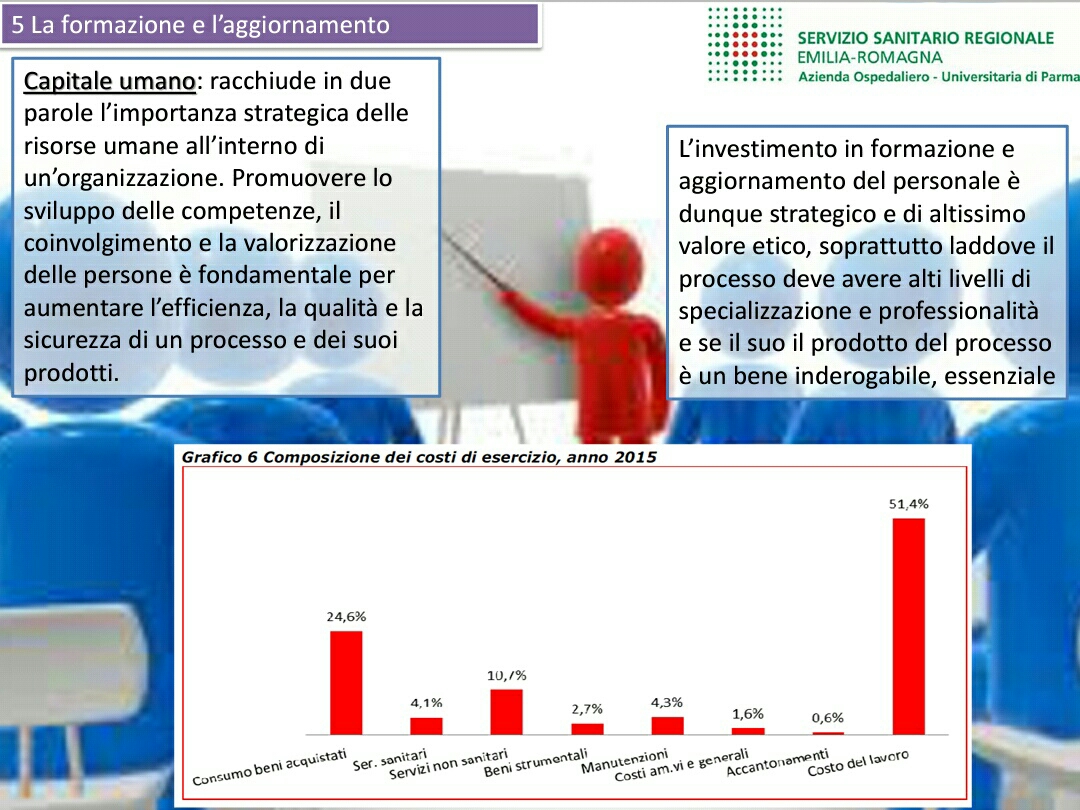 5 La formazione e l’aggiornamento
SERVIZIO SANITARIO REGIONALE
EMILIA-ROMAGNA
Azienda Ospedaliero - Universitaria di Parma
Capitale umano: racchiude in due
parole l’importanza strategica delle
risorse umane all’interno di
un’organizzazione. Promuovere lo
sviluppo delle competenze, il
coinvolgimento e la valorizzazione
delle persone è fondamentale per
aumentare l’efficienza, la qualità e la
sicurezza di un processo e dei suoi
prodotti.
L’investimento in formazione e
aggiornamento del personale è
dunque strategico e di altissimo
valore etico, soprattutto laddove il
processo deve avere alti livelli di
specializzazione e professionalità
e se il suo il prodotto del processo
è un bene inderogabile, essenziale
Grafico 6 Composizione dei costi di esercizio, anno 2015
24,6%
4,1%
10,7%
2,7%
4,3%
1,6%
0,6%
51,4%
Consumo beni acquistati
Ser. sanitari
Servizi non sanitari
Beni strumentali
Manutenzioni
Costi am.vi e generali
Accantonamenti
Costo del lavoro